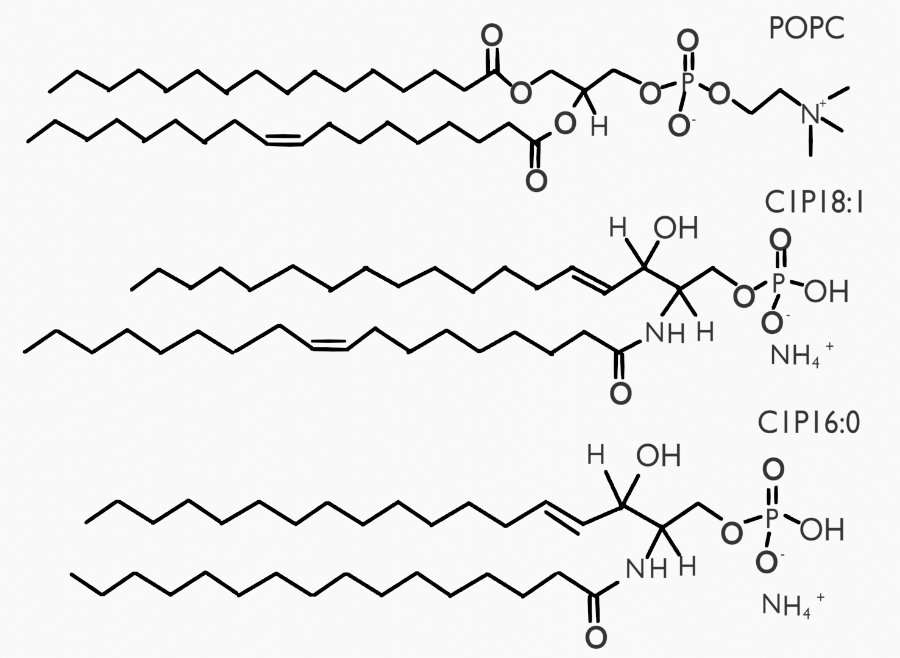 POPC
O
O
O
P
O
N+
O
H
O-
O
C1P18:1
H
OH
O
O
P
OH
O-
NH
H
NH4+
O
C1P16:0
H
OH
O
O
P
OH
O-
NH
H
NH4+
O